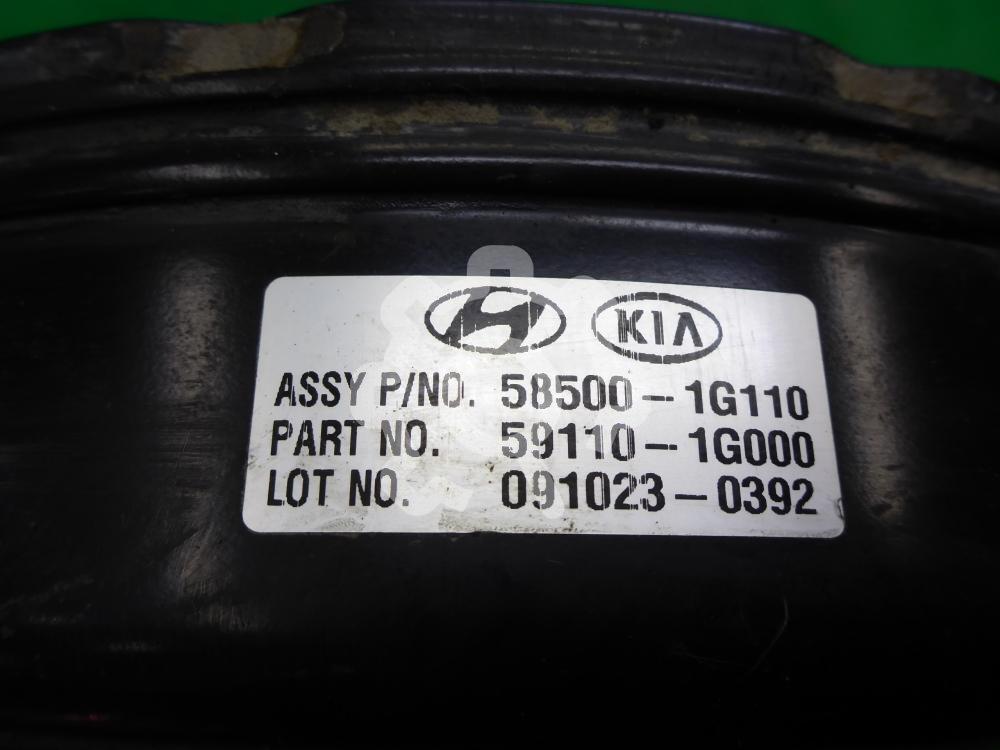 KIA
ASSY P/NO. 58500-1G110
PART NO. 59110-1G000
LOT NO. 091023-0392